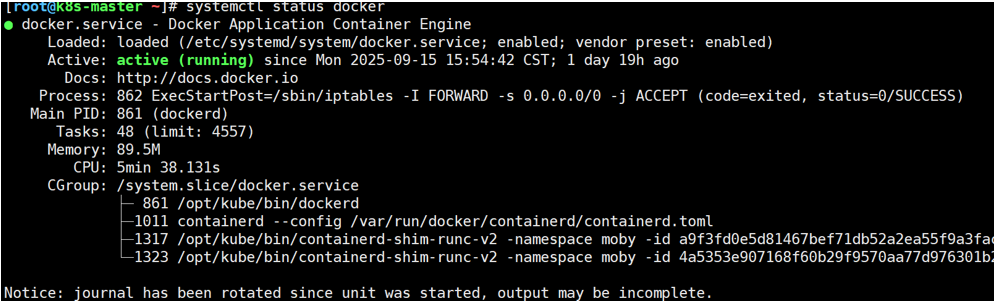 [root@k8s-master ~]# systemctl status docker
● docker.service - Docker Application Container Engine
     Loaded: loaded (/etc/systemd/system/docker.service; enabled; vendor preset: enabled)
     Active: active (running) since Mon 2025-09-15 15:54:42 CST; 1 day 19h ago
       Docs: http://docs.docker.io
    Process: 862 ExecStartPost=/sbin/iptables -I FORWARD -s 0.0.0.0/0 -j ACCEPT (code=exited, status=0/SUCCESS)
   Main PID: 861 (dockerd)
      Tasks: 48 (limit: 4557)
     Memory: 89.5M
        CPU: 5min 38.131s
     CGroup: /system.slice/docker.service
             ├─ 861 /opt/kube/bin/dockerd
             ├─1011 containerd --config /var/run/docker/containerd/containerd.toml
             ├─1317 /opt/kube/bin/containerd-shim-runc-v2 -namespace moby -id a9f3fd0e5d81467bef71db52a2ea55f9a3fac
             └─1323 /opt/kube/bin/containerd-shim-runc-v2 -namespace moby -id 4a5353e907168f60b29f9570aa77d976301b2
Notice: journal has been rotated since unit was started, output may be incomplete.